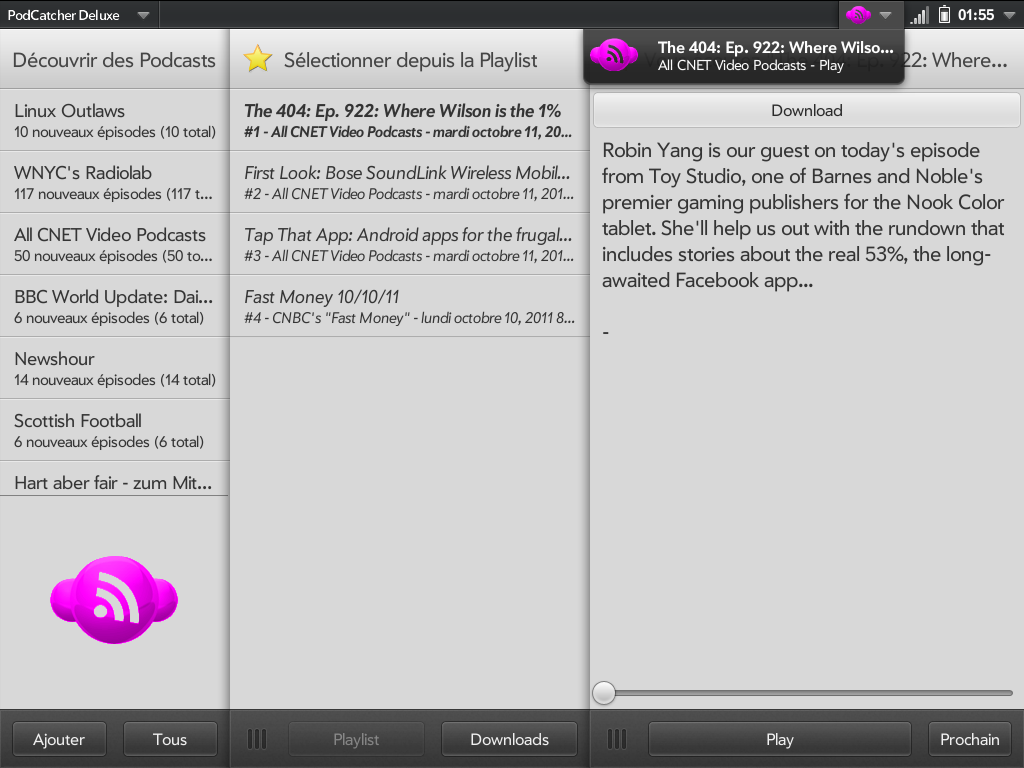 PodCatcher Deluxe
01:55
Découvrir des Podcasts
Linux Outlaws
10 nouveaux épisodes (10 total)
WNYC's Radiolab
117 nouveaux épisodes (117 t...
All CNET Video Podcasts
50 nouveaux épisodes (50 to...
BBC World Update: Dai...
6 nouveaux épisodes (6 total)
Newshour
14 nouveaux épisodes (14 total)
Scottish Football
6 nouveaux épisodes (6 total)
Hart aber fair - zum Mit...
Ajouter
Tous
Sélectionner depuis la Playlist
The 404: Ep. 922: Where Wilson is the 1%
#1 - All CNET Video Podcasts - mardi octobre 11, 20...
First Look: Bose SoundLink Wireless Mobil...
#2 - All CNET Video Podcasts - mardi octobre 11, 201...
Tap That App: Android apps for the frugal...
#3 - All CNET Video Podcasts - mardi octobre 11, 201...
Fast Money 10/10/11
#4 - CNBC's "Fast Money" - lundi octobre 10, 2011 8...
Playlist
Downloads
The 404: Ep. 922: Where Wilso...
All CNET Video Podcasts - Play
22: Where...
Download
Robin Yang is our guest on today's episode
from Toy Studio, one of Barnes and Noble's
premier gaming publishers for the Nook Color
tablet. She'll help us out with the rundown that
includes stories about the real 53%, the long-
awaited Facebook app...
-
Play
Prochain